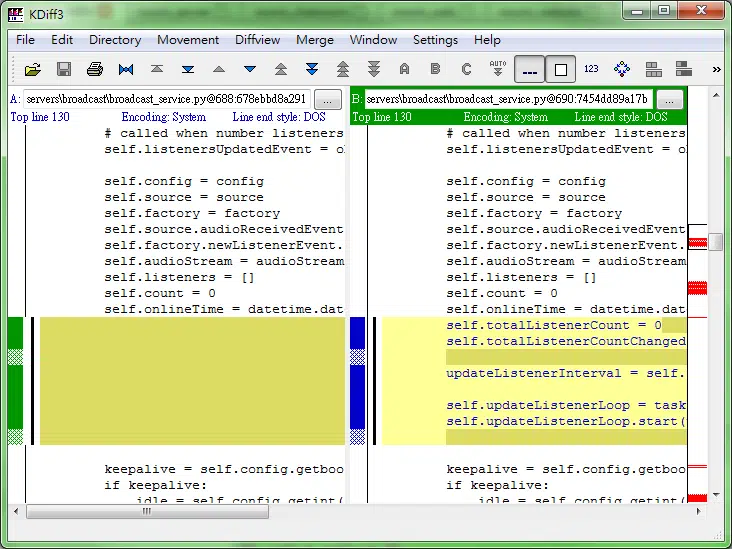 KDiff3
File Edit Directory Movement Diffview Merge Window Settings Help
A B C AUTO 123 »
A: servers\broadcast\broadcast_service.py@688:678ebbd8a291 ...
Top line 130 Encoding: System Line end style: DOS
# called when number listeners
self.listenersUpdatedEvent = o
self.config = config
self.source = source
self.factory = factory
self.source.audioReceivedEvent
self.factory.newListenerEvent.
self.audioStream = audioStream
self.listeners = []
self.count = 0
self.onlineTime = datetime.dat
keepalive = self.config.getboo
if keepalive:
idle = self.config.getint(
B: servers\broadcast\broadcast_service.py@690:7454dd89a17b ...
Top line 130 Encoding: System Line end style: DOS
# called when number listeners
self.listenersUpdatedEvent = o
self.config = config
self.source = source
self.factory = factory
self.source.audioReceivedEvent
self.factory.newListenerEvent.
self.audioStream = audioStream
self.listeners = []
self.count = 0
self.onlineTime = datetime.dat
self.totalListenerCount = 0
self.totalListenerCountChanged
updateListenerInterval = self.
self.updateListenerLoop = task
self.updateListenerLoop.start(
keepalive = self.config.getboo
if keepalive:
idle = self.config.getint(